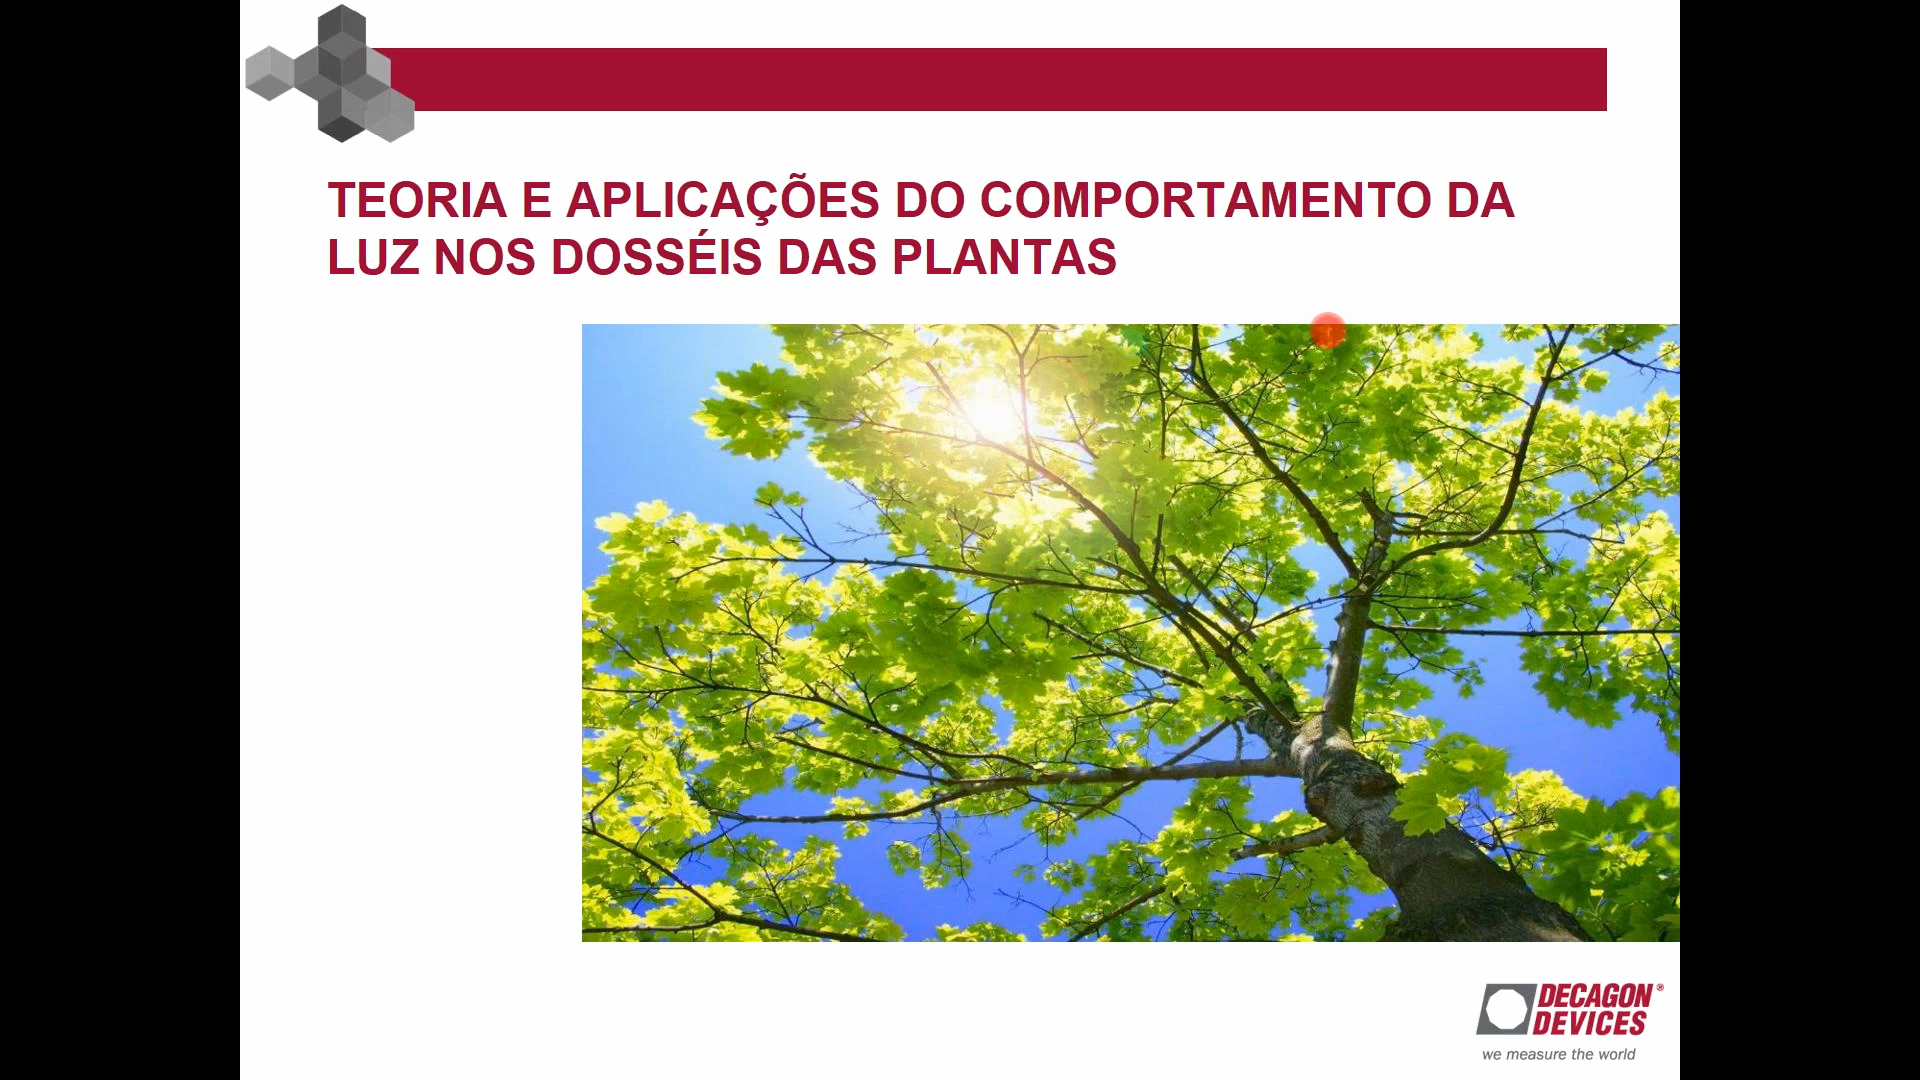 TEORIA E APLICAÇÕES DO COMPORTAMENTO DA
LUZ NOS DOSSÉIS DAS PLANTAS
DECAGON®
DEVICES
we measure the world